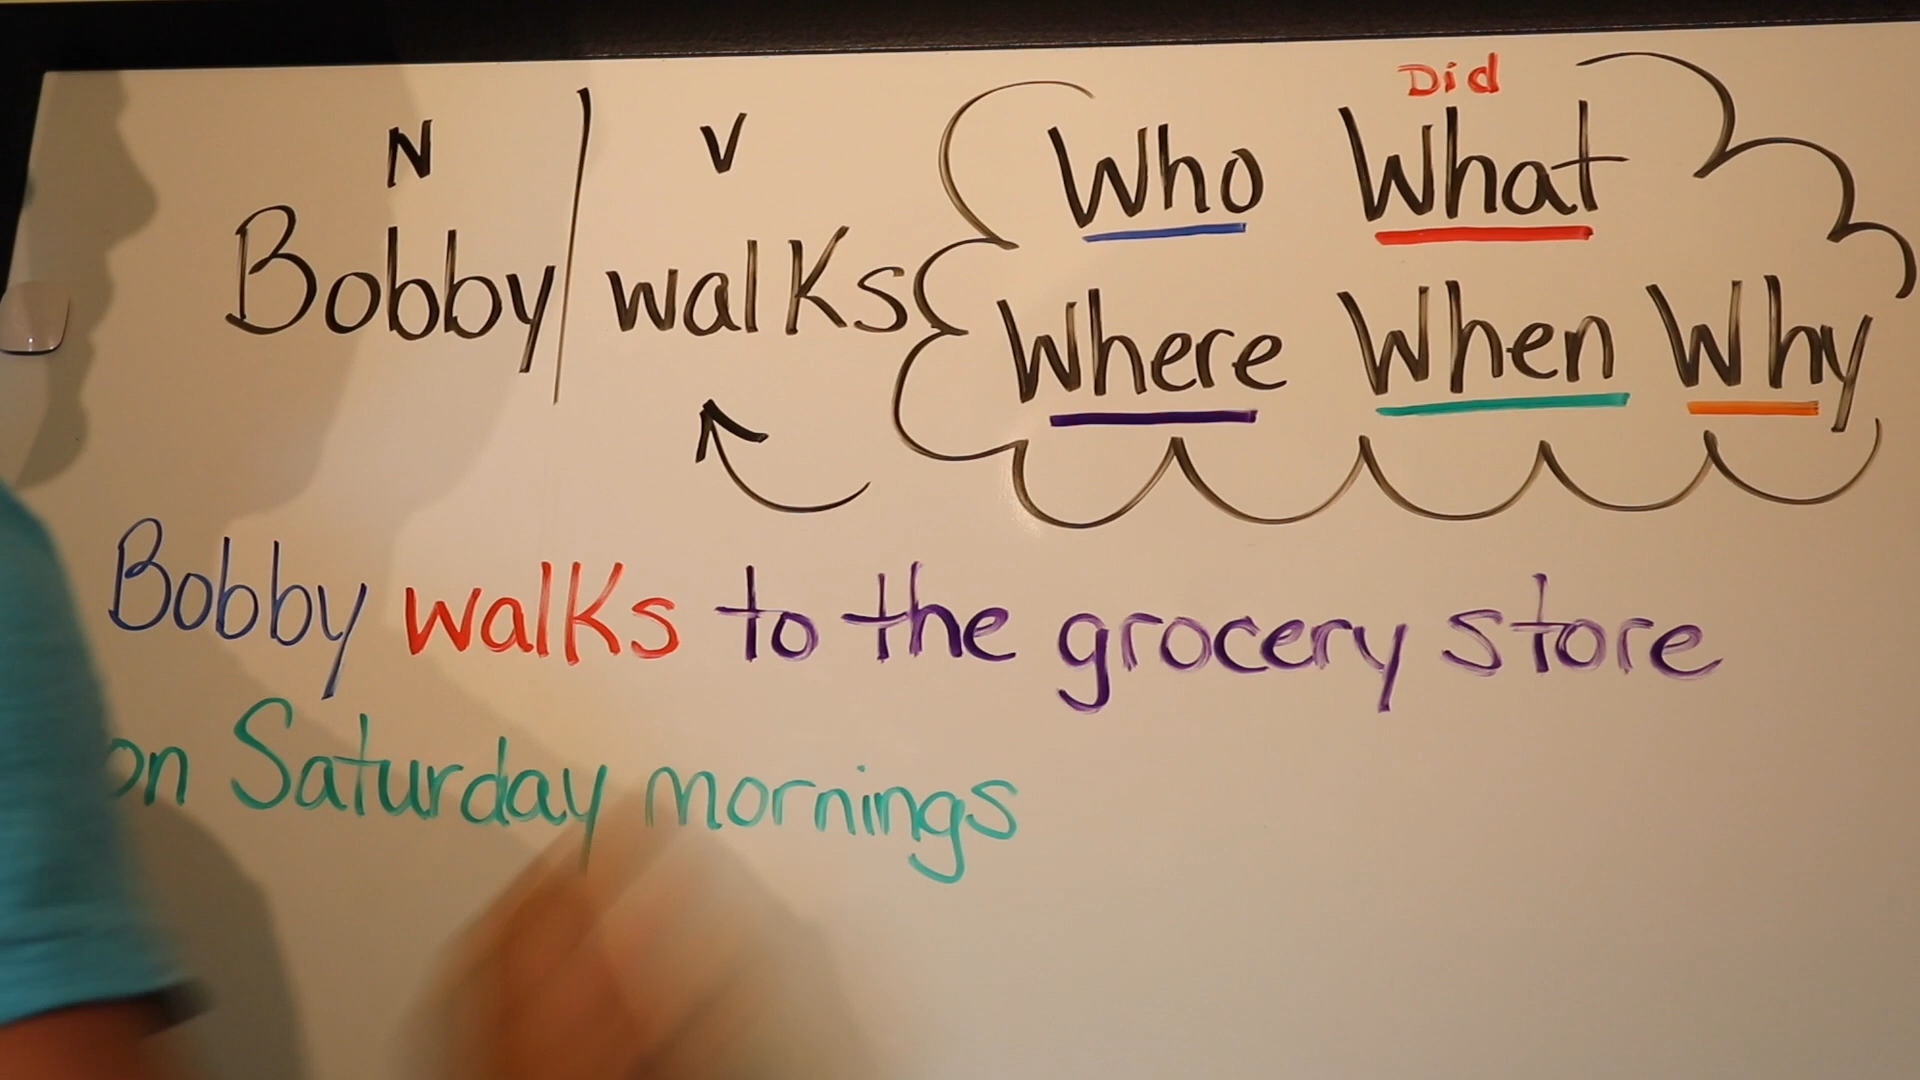 N V
Bobby walks
Did
Who What
Where When Why
Bobby walks to the grocery store
on Saturday mornings